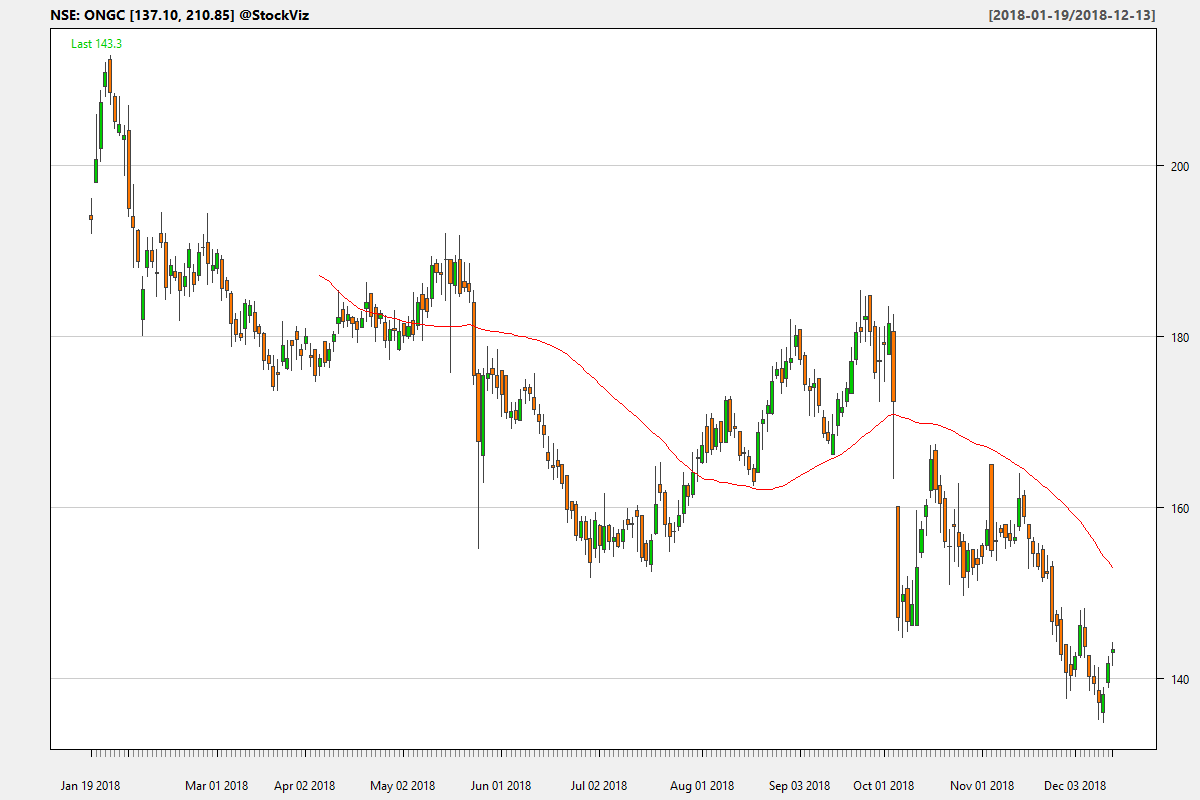 NSE: ONGC [137.10, 210.85] @StockViz [2018-01-19/2018-12-13]
Last 143.3
200
180
160
140
Jan 19 2018 Mar 01 2018 Apr 02 2018 May 02 2018 Jun 01 2018 Jul 02 2018 Aug 01 2018 Sep 03 2018 Oct 01 2018 Nov 01 2018 Dec 03 2018